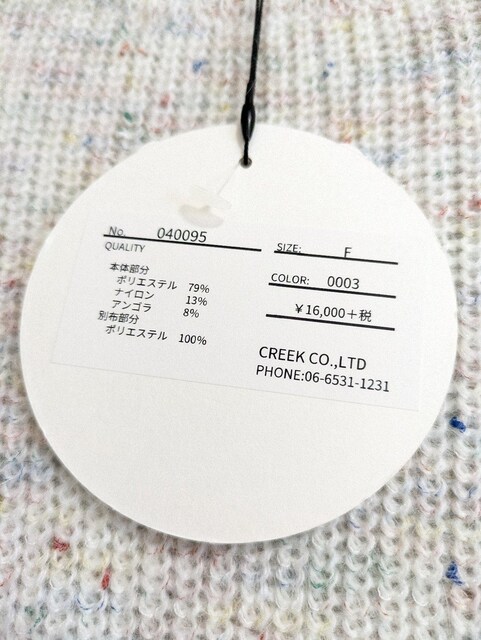 No. 040095
QUALITY
本体部分
ポリエステル 79%
ナイロン 13%
アンゴラ 8%
別布部分
ポリエステル 100%
SIZE: F
COLOR: 0003
¥16,000+税
CREEK CO.,LTD
PHONE:06-6531-1231